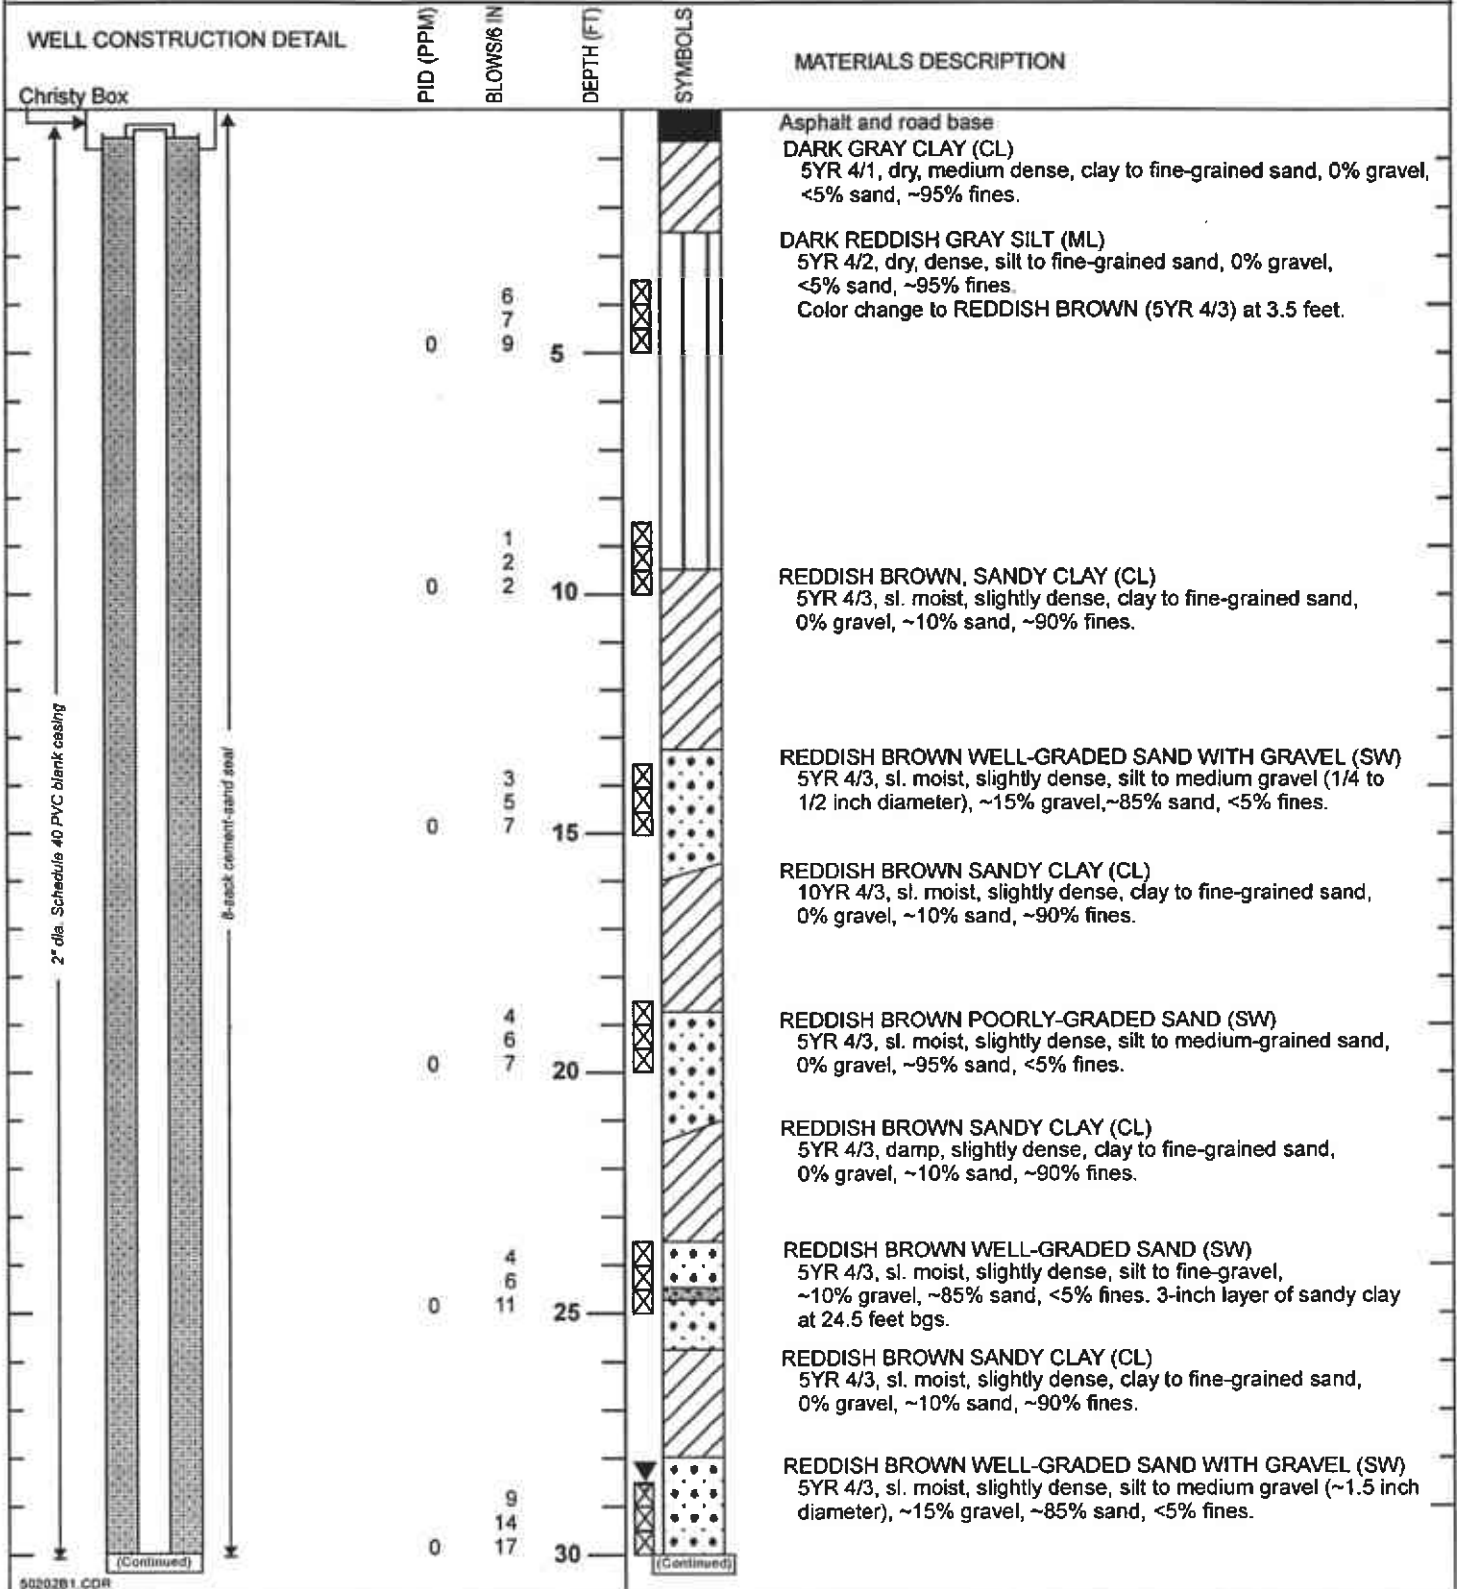 WELL CONSTRUCTION DETAIL
PID (PPM)
BLOWS/6 IN
DEPTH (FT)
SYMBOLS
MATERIALS DESCRIPTION
Christy Box
Asphalt and road base
DARK GRAY CLAY (CL)
5YR 4/1, dry, medium dense, clay to fine-grained sand, 0% gravel,
<5% sand, ~95% fines.
DARK REDDISH GRAY SILT (ML)
5YR 4/2, dry, dense, silt to fine-grained sand, 0% gravel,
<5% sand, ~95% fines.
Color change to REDDISH BROWN (5YR 4/3) at 3.5 feet.
6
7
0 9 5
1
2
0 2 10
REDDISH BROWN, SANDY CLAY (CL)
5YR 4/3, sl. moist, slightly dense, clay to fine-grained sand,
0% gravel, ~10% sand, ~90% fines.
2" dia. Schedule 40 PVC blank casing
8-sack cement-sand seal
REDDISH BROWN WELL-GRADED SAND WITH GRAVEL (SW)
5YR 4/3, sl. moist, slightly dense, silt to medium gravel (1/4 to
1/2 inch diameter), ~15% gravel,~85% sand, <5% fines.
3
5
0 7 15
REDDISH BROWN SANDY CLAY (CL)
10YR 4/3, sl. moist, slightly dense, clay to fine-grained sand,
0% gravel, ~10% sand, ~90% fines.
4
6
0 7 20
REDDISH BROWN POORLY-GRADED SAND (SW)
5YR 4/3, sl. moist, slightly dense, silt to medium-grained sand,
0% gravel, ~95% sand, <5% fines.
REDDISH BROWN SANDY CLAY (CL)
5YR 4/3, damp, slightly dense, clay to fine-grained sand,
0% gravel, ~10% sand, ~90% fines.
4
6
0 11 25
REDDISH BROWN WELL-GRADED SAND (SW)
5YR 4/3, sl. moist, slightly dense, silt to fine-gravel,
~10% gravel, ~85% sand, <5% fines. 3-inch layer of sandy clay
at 24.5 feet bgs.
REDDISH BROWN SANDY CLAY (CL)
5YR 4/3, sl. moist, slightly dense, clay to fine-grained sand,
0% gravel, ~10% sand, ~90% fines.
REDDISH BROWN WELL-GRADED SAND WITH GRAVEL (SW)
5YR 4/3, sl. moist, slightly dense, silt to medium gravel (~1.5 inch
diameter), ~15% gravel, ~85% sand, <5% fines.
9
14
0 17 30
(Continued)
(Continued)
50202B1.CDR